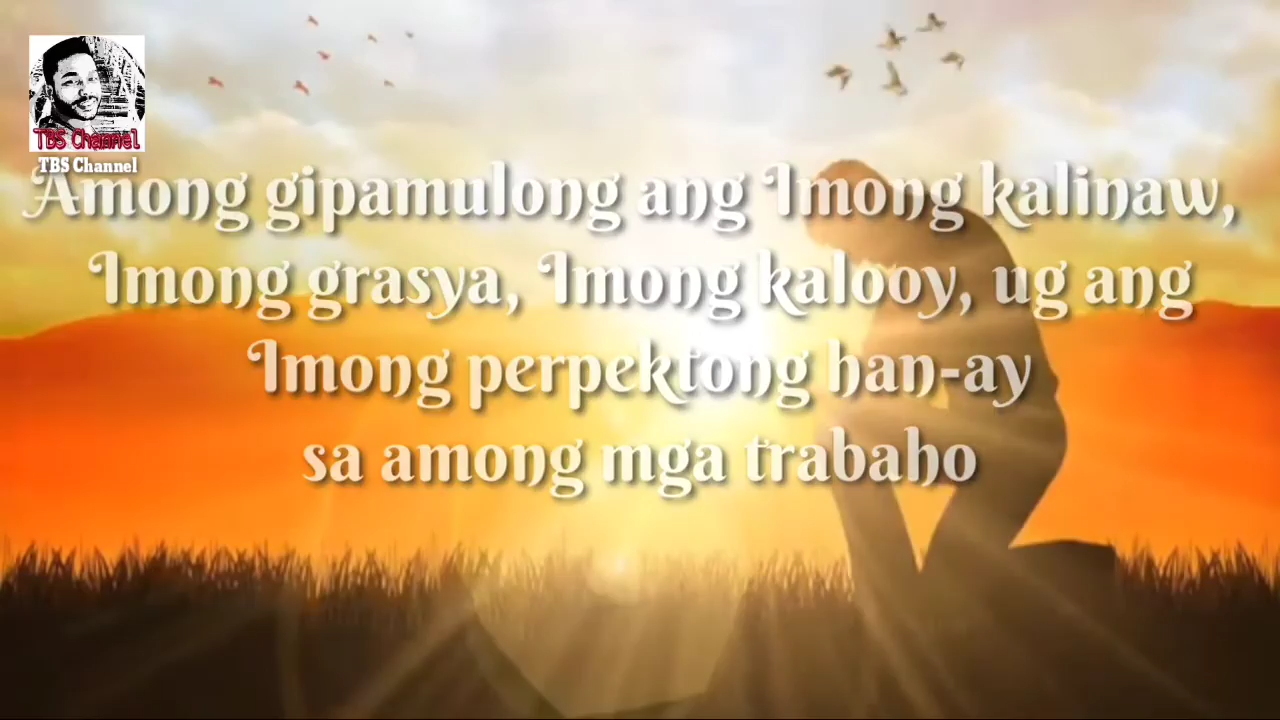 TBS Channel
TBS Channel
Among gipamulong ang Imong kalinaw,
Imong grasya, Imong kalooy, ug ang
Imong perpektong han-ay
sa among mga trabaho